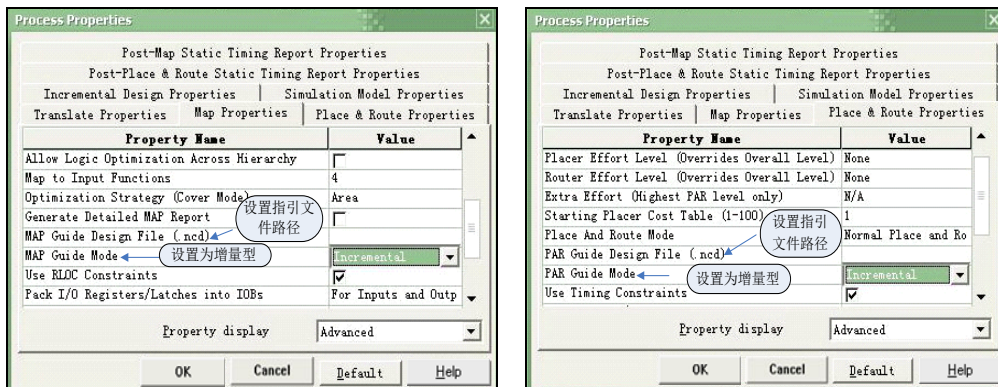 Process Properties
Post-Map Static Timing Report Properties
Post-Place & Route Static Timing Report Properties
Incremental Design Properties Simulation Model Properties
Translate Properties Map Properties Place & Route Properties
Property Name Value
Allow Logic Optimization Across Hierarchy
Map to Input Functions 4
Optimization Strategy (Cover Mode) Area
Generate Detailed MAP Report
设置指引文
件路径
MAP Guide Design File (.ncd)
MAP Guide Mode 设置为增量型 Incremental
Use RLOC Constraints
Pack I/O Registers/Latches into IOBs For Inputs and Outp
Property display Advanced
OK Cancel Default Help
Process Properties
Post-Map Static Timing Report Properties
Post-Place & Route Static Timing Report Properties
Incremental Design Properties Simulation Model Properties
Translate Properties Map Properties Place & Route Properties
Property Name Value
Placer Effort Level (Overrides Overall Level) None
Router Effort Level (Overrides Overall Level) None
Extra Effort (Highest PAR level only) N/A
Starting Placer Cost Table (1-100) 1
设置指引
文件路径
Place And Route Mode Normal Place and Ro
PAR Guide Design File (.ncd)
PAR Guide Mode 设置为增量型 Incremental
Use Timing Constraints
Property display Advanced
OK Cancel Default Help